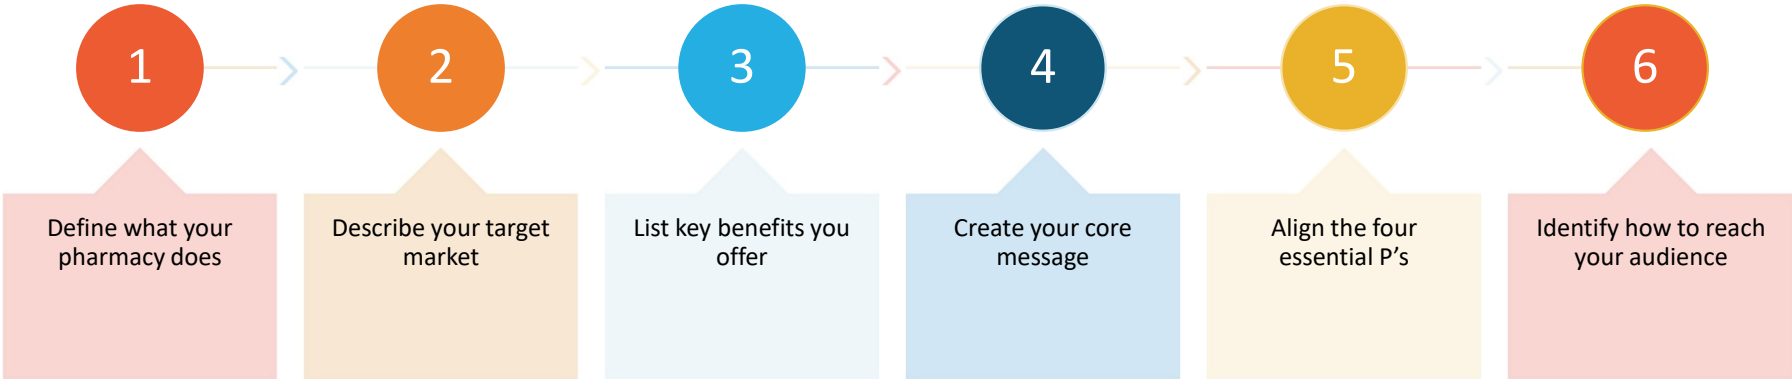 1
2
3
4
5
6
Define what your
pharmacy does
Describe your target
market
List key benefits you
offer
Create your core
message
Align the four
essential P’s
Identify how to reach
your audience